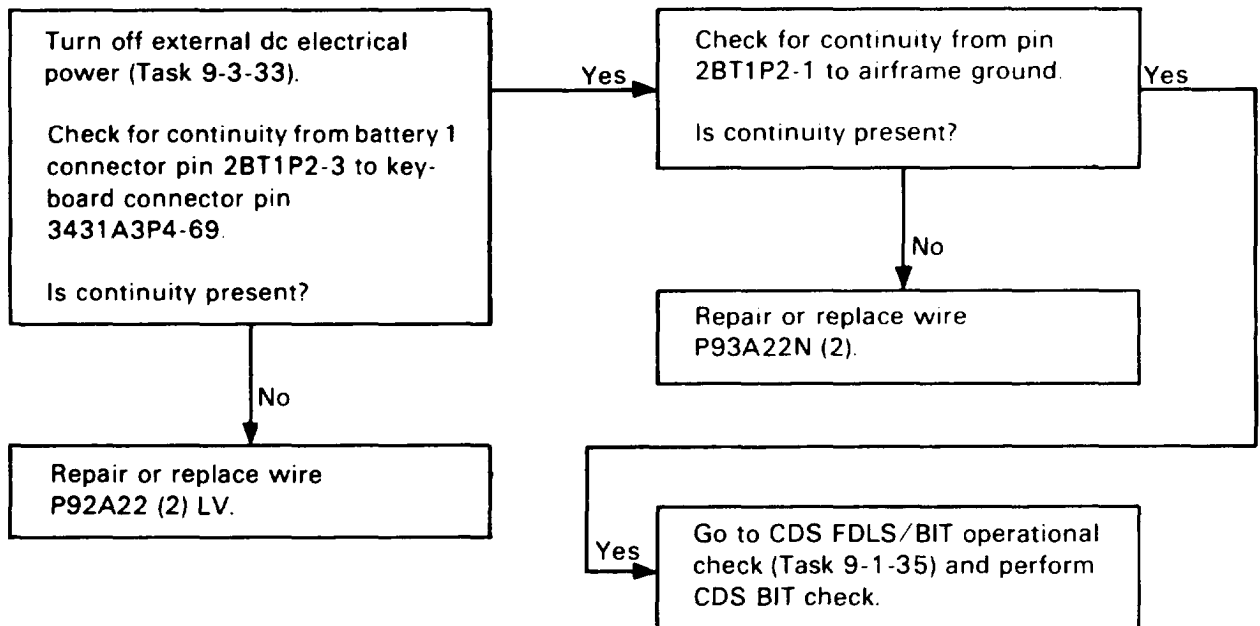 Turn off external dc electrical
power (Task 9-3-33).
Check for continuity from battery 1
connector pin 2BT1P2-3 to key-
board connector pin
3431A3P4-69.
Is continuity present?
Yes
No
Repair or replace wire
P92A22 (2) LV.
Check for continuity from pin
2BT1P2-1 to airframe ground.
Is continuity present?
Yes
No
Repair or replace wire
P93A22N (2).
Yes
Go to CDS FDLS/BIT operational
check (Task 9-1-35) and perform
CDS BIT check.